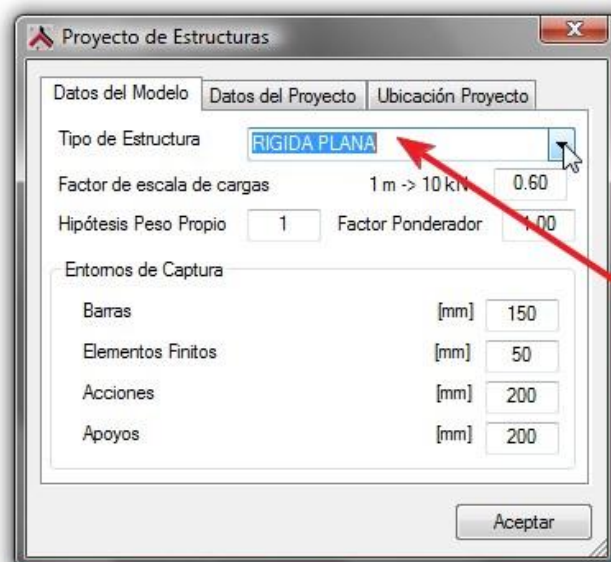 Proyecto de Estructuras
Datos del Modelo Datos del Proyecto Ubicación Proyecto
Tipo de Estructura RIGIDA PLANA
Factor de escala de cargas 1 m -> 10 kN 0.60
Hipótesis Peso Propio 1 Factor Ponderador 1.00
Entornos de Captura
Barras [mm] 150
Elementos Finitos [mm] 50
Acciones [mm] 200
Apoyos [mm] 200
Aceptar